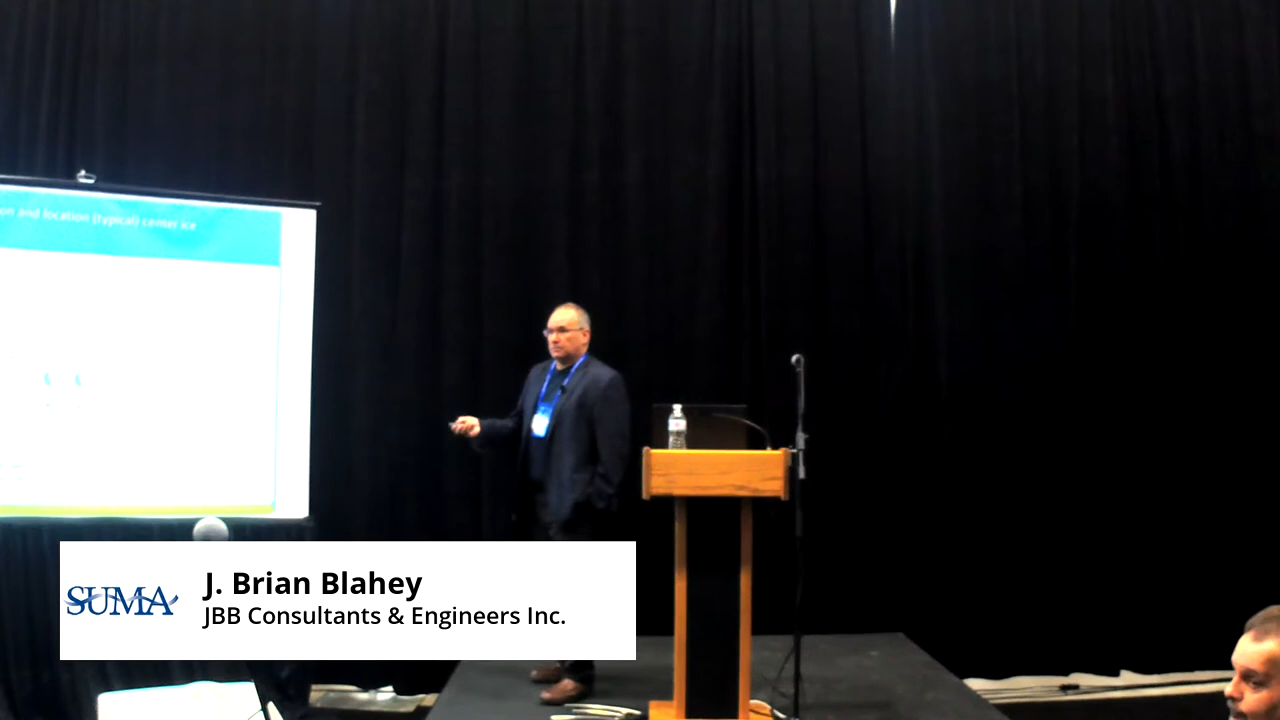 on and location (typical) center ice
SUMA
J. Brian Blahey
JBB Consultants & Engineers Inc.